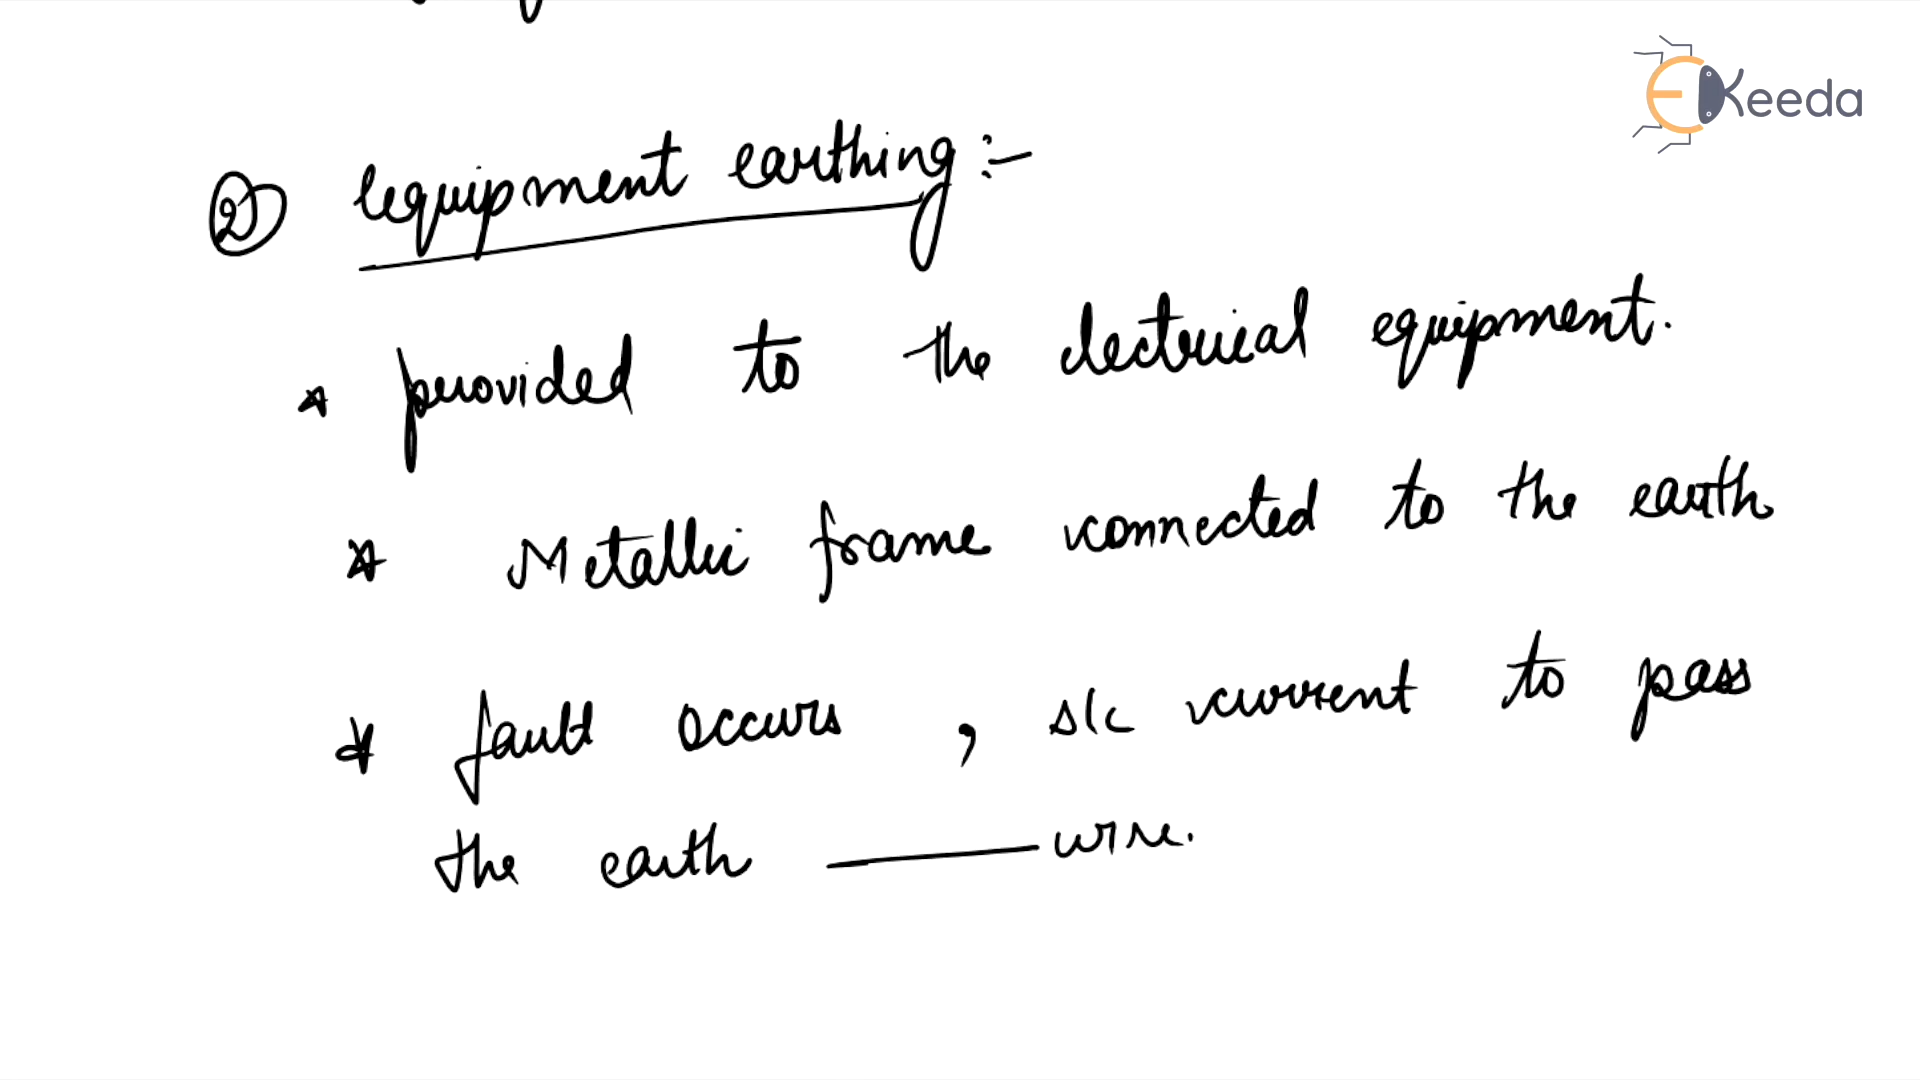 EKeeda
② equipment earthing :-
* provided to the electrical equipment.
* Metallic frame connected to the earth
* fault occurs , s/c current to pass
the earth ——— wire.